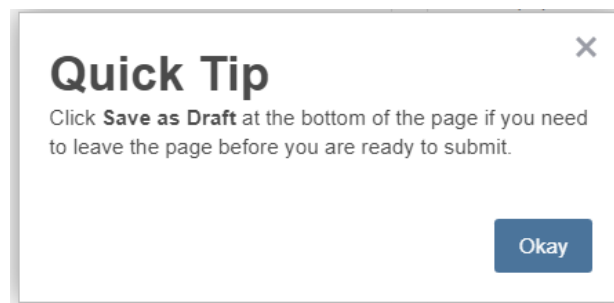 Quick Tip
Click Save as Draft at the bottom of the page if you need
to leave the page before you are ready to submit.
Okay